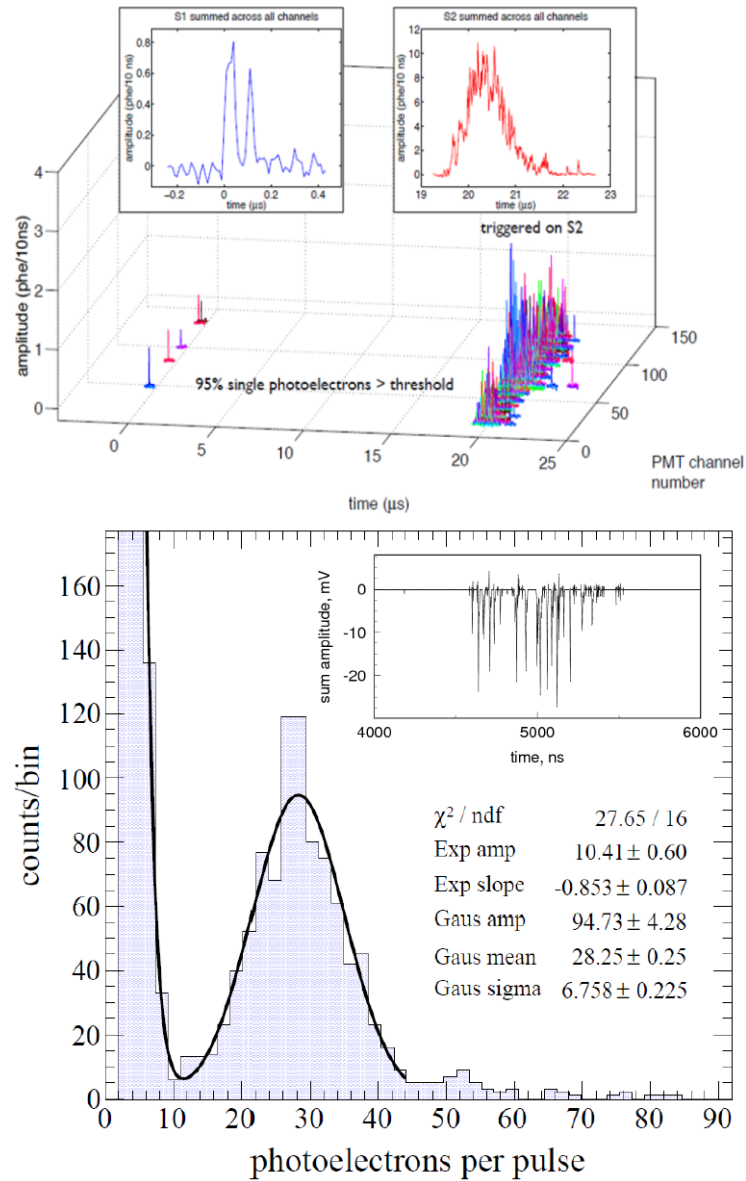 S1 summed across all channels
S2 summed across all channels
amplitude (phe/10 ns)
0.8
0.6
0.4
0.2
0
-0.2
0
0.2
0.4
time (µs)
amplitude (phe/10 ns)
12
10
8
6
4
2
0
19
20
21
22
23
time (µs)
triggered on S2
amplitude (phe/10ns)
4
3
2
1
0
95% single photoelectrons > threshold
0
5
10
15
20
25
time (µs)
150
100
50
0
PMT channel
number
counts/bin
160
140
120
100
80
60
40
20
0
0
10
20
30
40
50
60
70
80
90
photoelectrons per pulse
sum amplitude, mV
0
-10
-20
4000
5000
6000
time, ns
χ² / ndf 27.65 / 16
Exp amp 10.41 ± 0.60
Exp slope -0.853 ± 0.087
Gaus amp 94.73 ± 4.28
Gaus mean 28.25 ± 0.25
Gaus sigma 6.758 ± 0.225